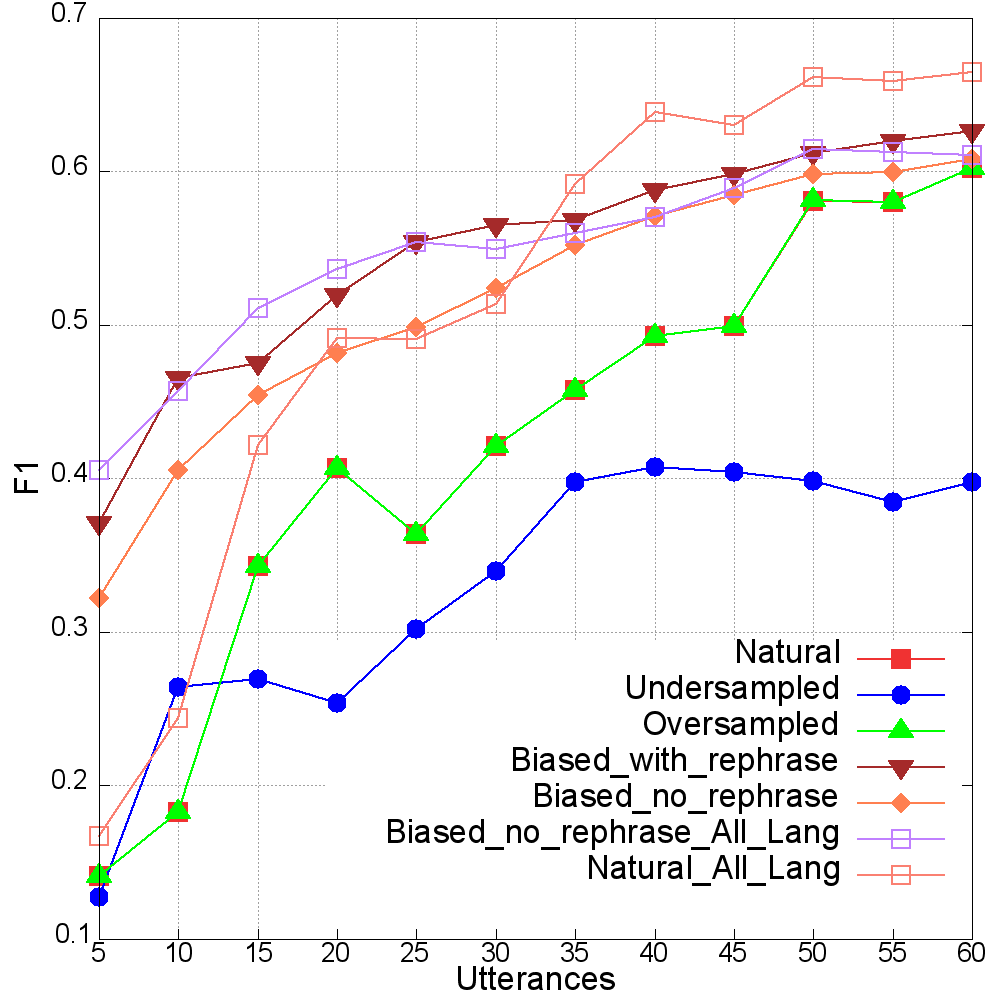 0.7
0.6
0.5
0.4
0.3
0.2
0.1
F1
Natural
Undersampled
Oversampled
Biased_with_rephrase
Biased_no_rephrase
Biased_no_rephrase_All_Lang
Natural_All_Lang
5 10 15 20 25 30 35 40 45 50 55 60
Utterances